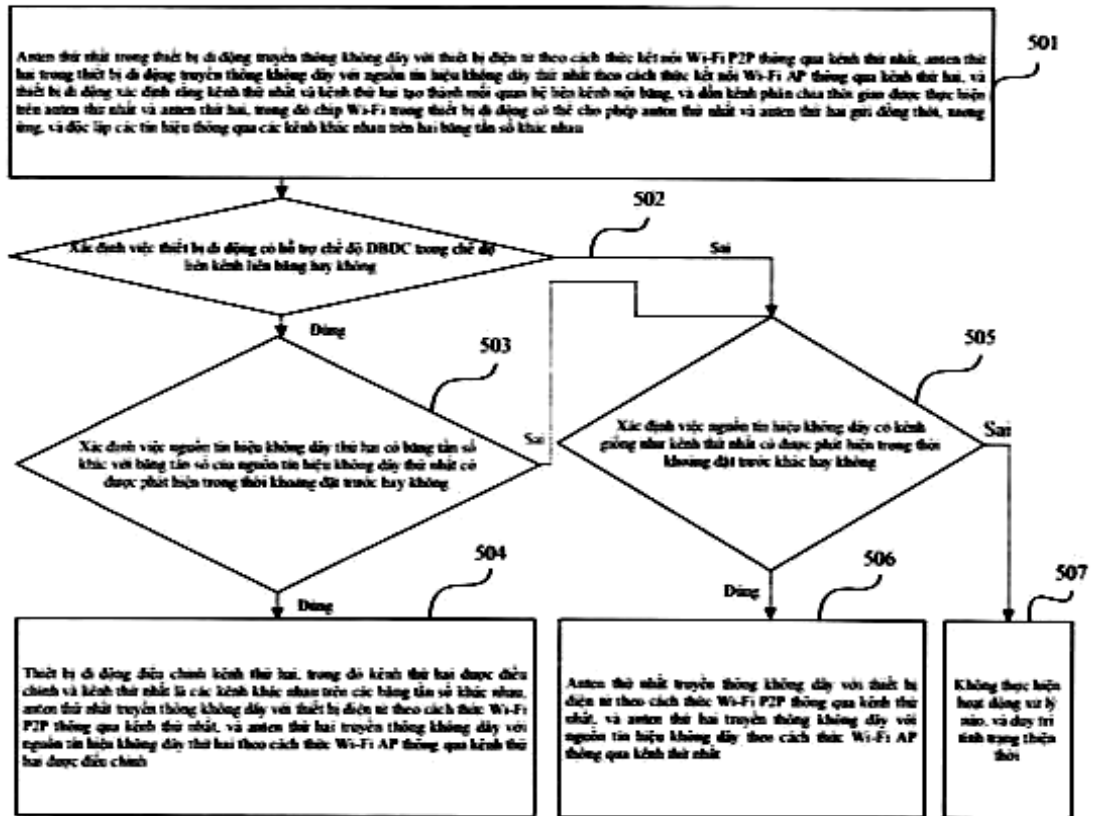 Anten thứ nhất trong thiết bị di động truyền thông không dây với thiết bị điện tử theo cách thức kết nối Wi-Fi P2P thông qua kênh thứ nhất, anten thứ
hai trong thiết bị di động truyền thông không dây với nguồn tín hiệu không dây thứ nhất theo cách thức kết nối Wi-Fi AP thông qua kênh thứ hai, và
thiết bị di động xác định rằng kênh thứ nhất và kênh thứ hai tạo thành mối quan hệ liên kênh nội băng, và dồn kênh phân chia thời gian được thực hiện
trên anten thứ nhất và anten thứ hai, trong đó chip Wi-Fi trong thiết bị di động có thể cho phép anten thứ nhất và anten thứ hai gửi đồng thời, tương
ứng, và độc lập các tín hiệu thông qua các kênh khác nhau trên hai băng tần số khác nhau
501
502
Xác định việc thiết bị di động có hỗ trợ chế độ DBDC trong chế độ
liên kênh liên băng hay không
Sai
Đúng
503
505
Xác định việc nguồn tín hiệu không dây thứ hai có băng tần số
khác với băng tần số của nguồn tín hiệu không dây thứ nhất có
được phát hiện trong thời khoảng đặt trước hay không
Sai
Xác định việc nguồn tín hiệu không dây có kênh
giống như kênh thứ nhất có được phát hiện trong thời
khoảng đặt trước khác hay không
Sai
Đúng
504
Đúng
506
507
Thiết bị di động điều chỉnh kênh thứ hai, trong đó kênh thứ hai được điều
chỉnh và kênh thứ nhất là các kênh khác nhau trên các băng tần số khác nhau,
anten thứ nhất truyền thông không dây với thiết bị điện tử theo cách thức Wi-Fi
P2P thông qua kênh thứ nhất, và anten thứ hai truyền thông không dây với
nguồn tín hiệu không dây thứ hai theo cách thức Wi-Fi AP thông qua kênh thứ
hai được điều chỉnh
Anten thứ nhất truyền thông không dây với thiết bị
điện tử theo cách thức Wi-Fi P2P thông qua kênh thứ
nhất, và anten thứ hai truyền thông không dây với
nguồn tín hiệu không dây theo cách thức Wi-Fi AP
thông qua kênh thứ nhất
Không thực hiện
hoạt động xử lý
nào, và duy trì
tình trạng hiện
thời